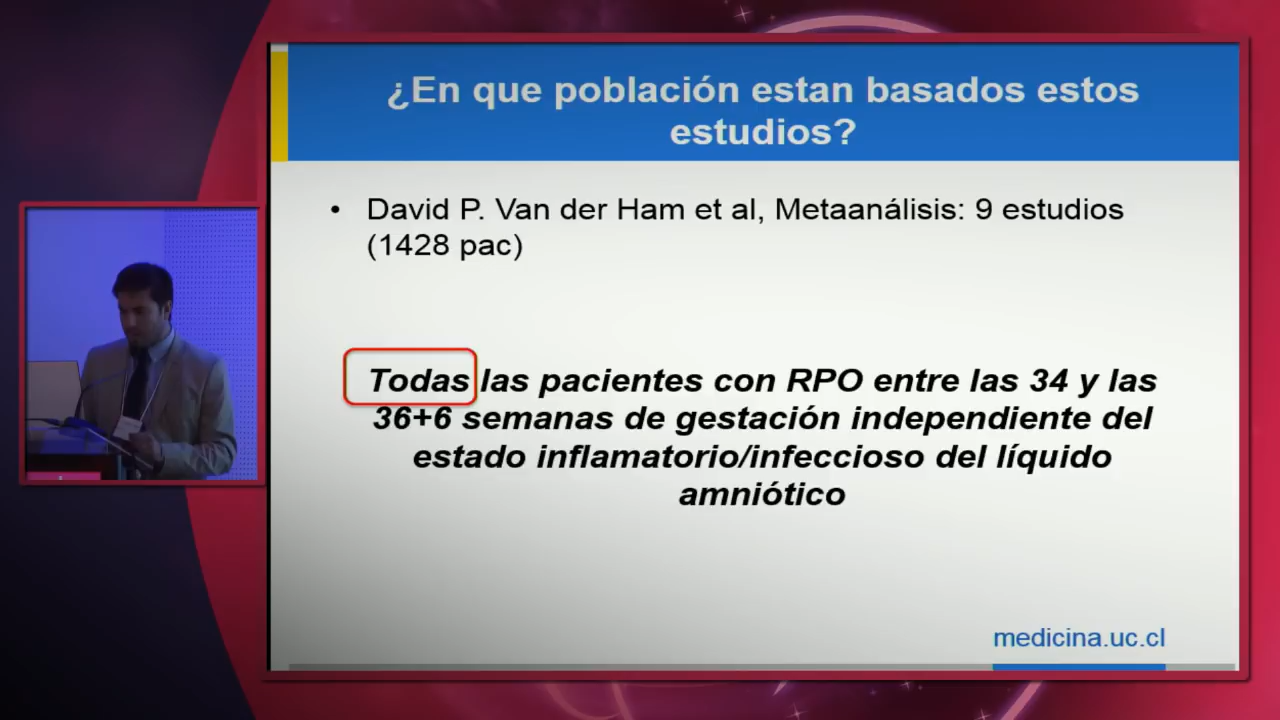 ¿En que población estan basados estos
estudios?
• David P. Van der Ham et al, Metaanálisis: 9 estudios
(1428 pac)
Todas las pacientes con RPO entre las 34 y las
36+6 semanas de gestación independiente del
estado inflamatorio/infeccioso del líquido
amniótico
medicina.uc.cl